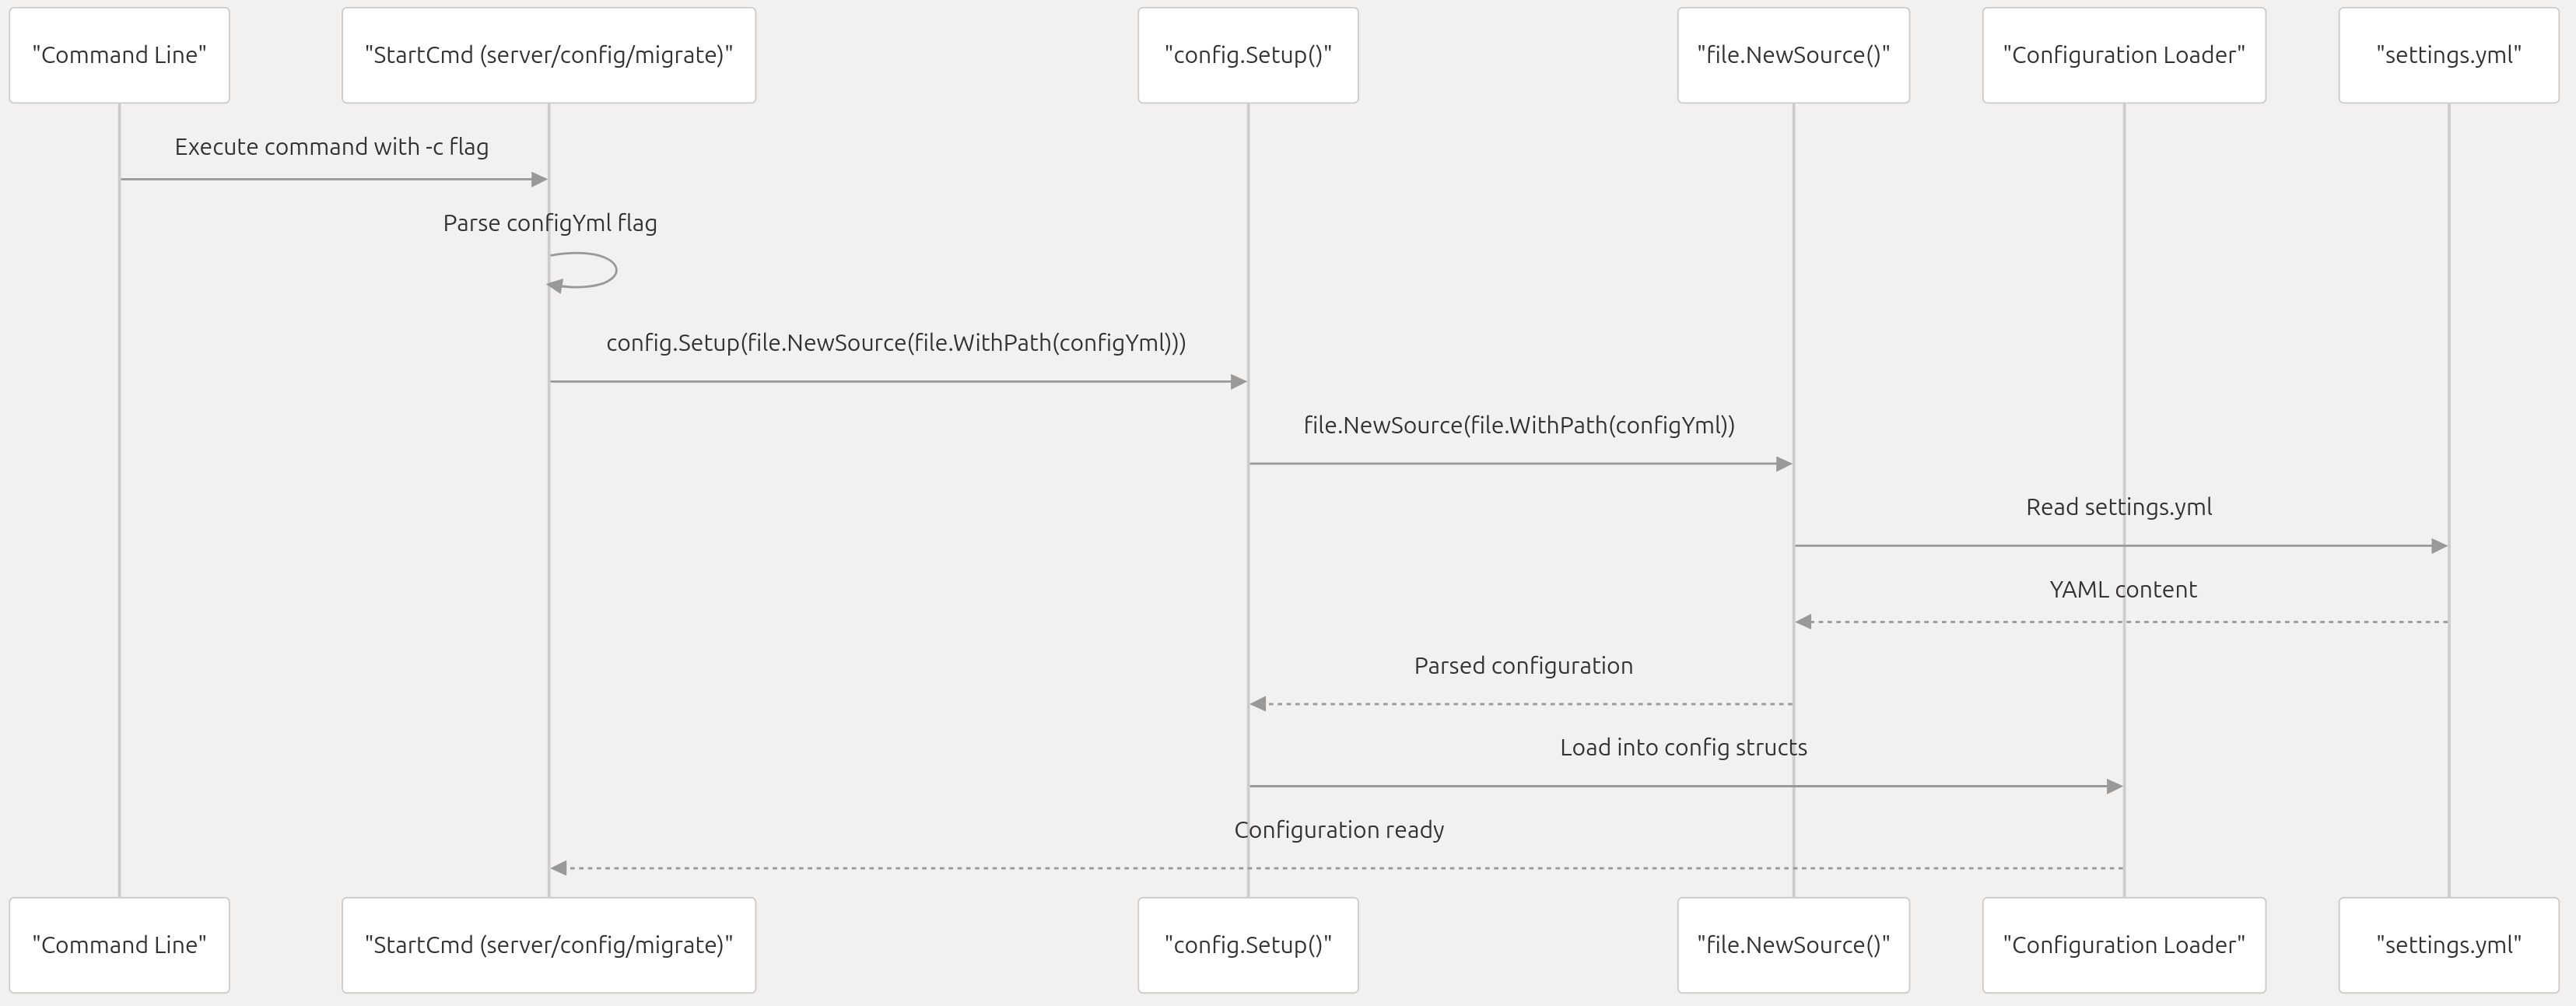 "Command Line"
"StartCmd (server/config/migrate)"
"config.Setup()"
"file.NewSource()"
"Configuration Loader"
"settings.yml"
Execute command with -c flag
Parse configYml flag
config.Setup(file.NewSource(file.WithPath(configYml)))
file.NewSource(file.WithPath(configYml))
Read settings.yml
YAML content
Parsed configuration
Load into config structs
Configuration ready
"Command Line"
"StartCmd (server/config/migrate)"
"config.Setup()"
"file.NewSource()"
"Configuration Loader"
"settings.yml"